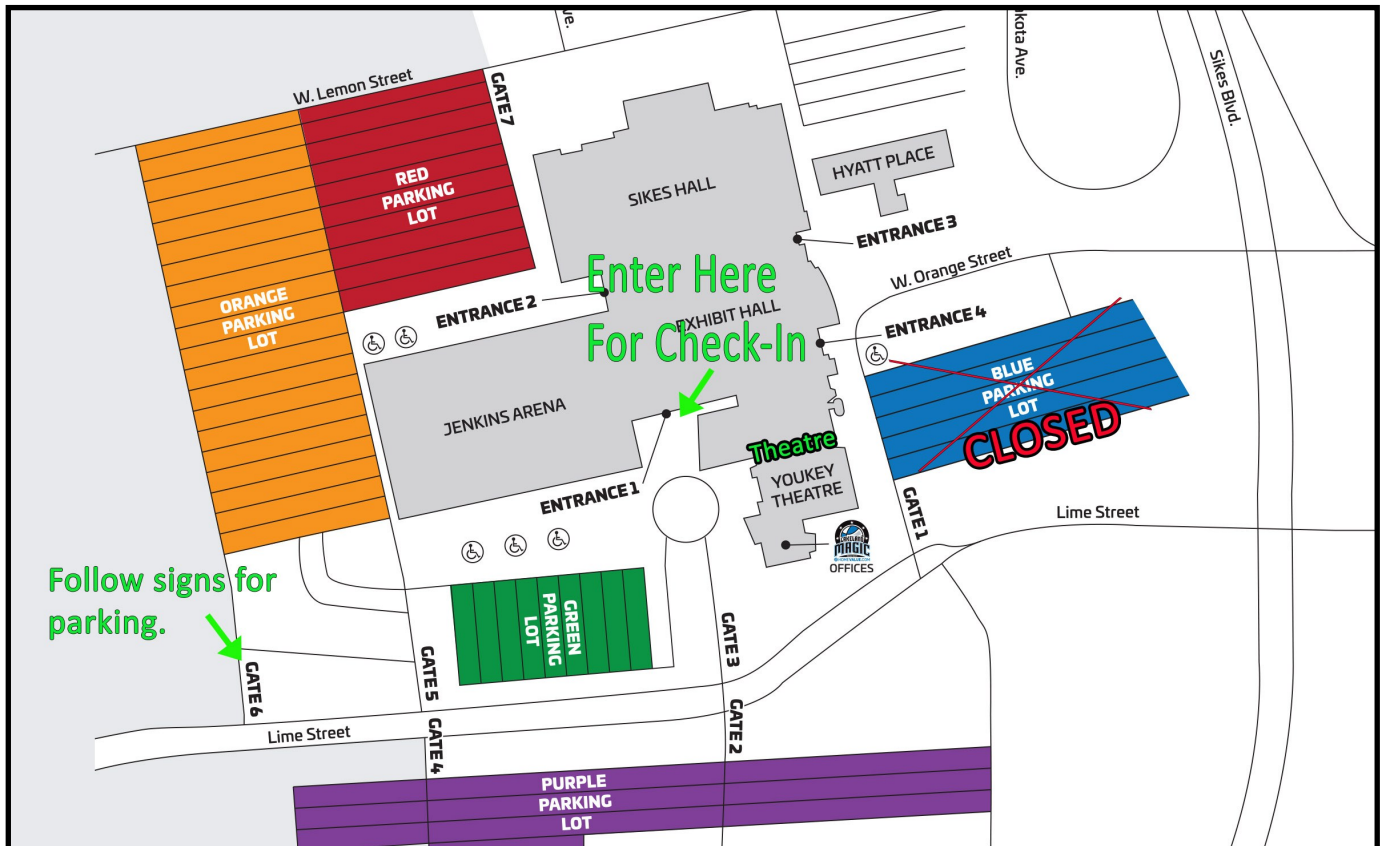 ve.
kota Ave.
Sikes Blvd.
W. Lemon Street
GATE 7
RED
PARKING
LOT
SIKES HALL
HYATT PLACE
ENTRANCE 3
W. Orange Street
ORANGE
PARKING
LOT
ENTRANCE 2
Enter Here
For Check-In
EXHIBIT HALL
ENTRANCE 4
BLUE
PARKING
LOT
CLOSED
JENKINS ARENA
Theatre
YOUKEY
THEATRE
ENTRANCE 1
GATE 1
Lime Street
LAKELAND
MAGIC
OFFICES
Follow signs for
parking.
GREEN
PARKING
LOT
GATE 3
GATE 6
GATE 5
GATE 2
Lime Street
GATE 4
PURPLE
PARKING
LOT